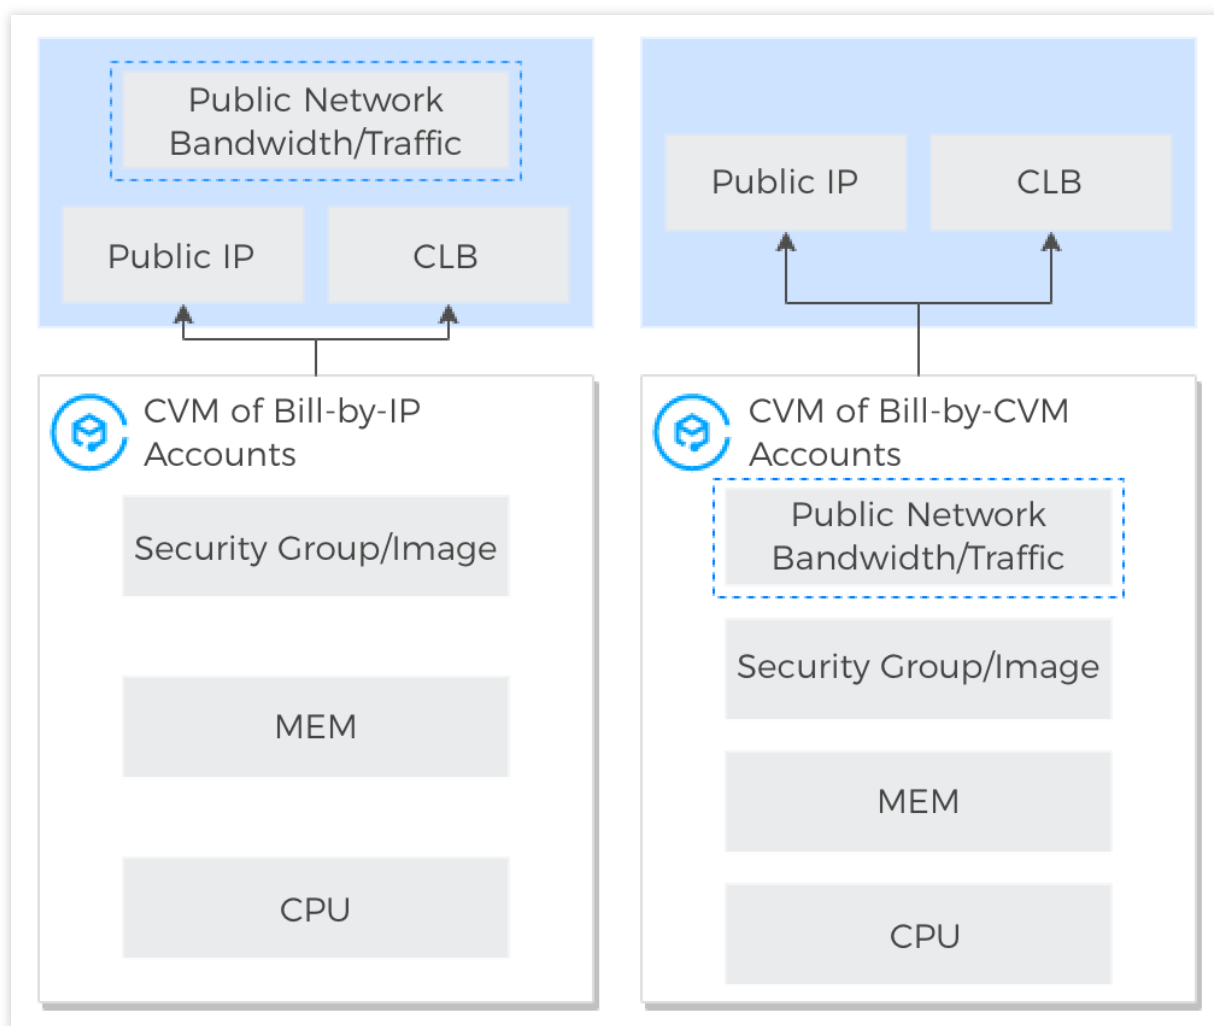 Public Network
Bandwidth/Traffic
Public IP
CLB
CVM of Bill-by-IP
Accounts
Security Group/Image
MEM
CPU
Public IP
CLB
CVM of Bill-by-CVM
Accounts
Public Network
Bandwidth/Traffic
Security Group/Image
MEM
CPU